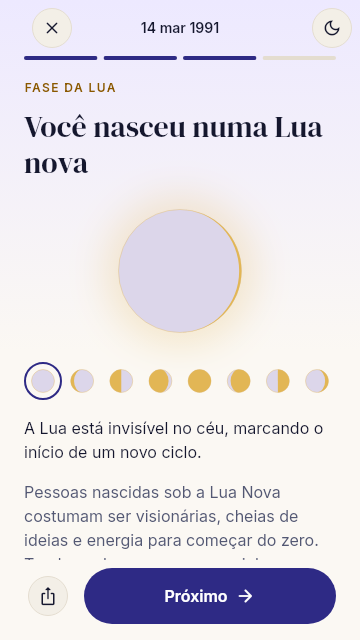 14 mar 1991
FASE DA LUA
Você nasceu numa Lua
nova
A Lua está invisível no céu, marcando o
início de um novo ciclo.
Pessoas nascidas sob a Lua Nova
costumam ser visionárias, cheias de
ideias e energia para começar do zero.
Próximo